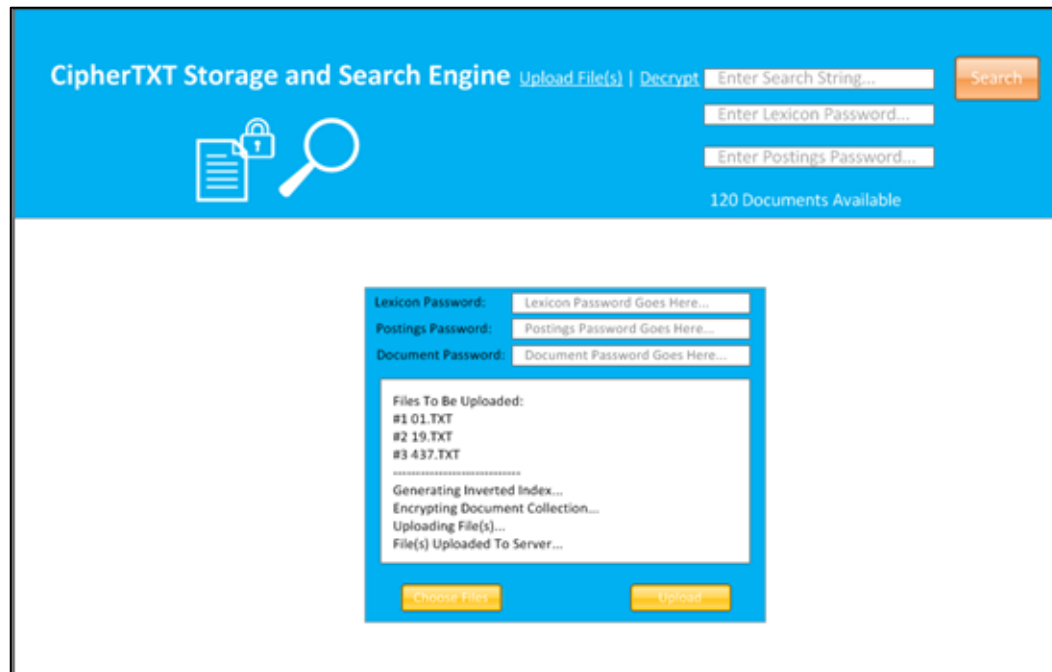 CipherTXT Storage and Search Engine Upload File(s) | Decrypt Enter Search String... Search
Enter Lexicon Password...
Enter Postings Password...
120 Documents Available
Lexicon Password: Lexicon Password Goes Here...
Postings Password: Postings Password Goes Here...
Document Password: Document Password Goes Here...
Files To Be Uploaded:
#1 01.TXT
#2 19.TXT
#3 437.TXT
----------------------------
Generating Inverted Index...
Encrypting Document Collection...
Uploading File(s)...
File(s) Uploaded To Server...
Choose Files Upload